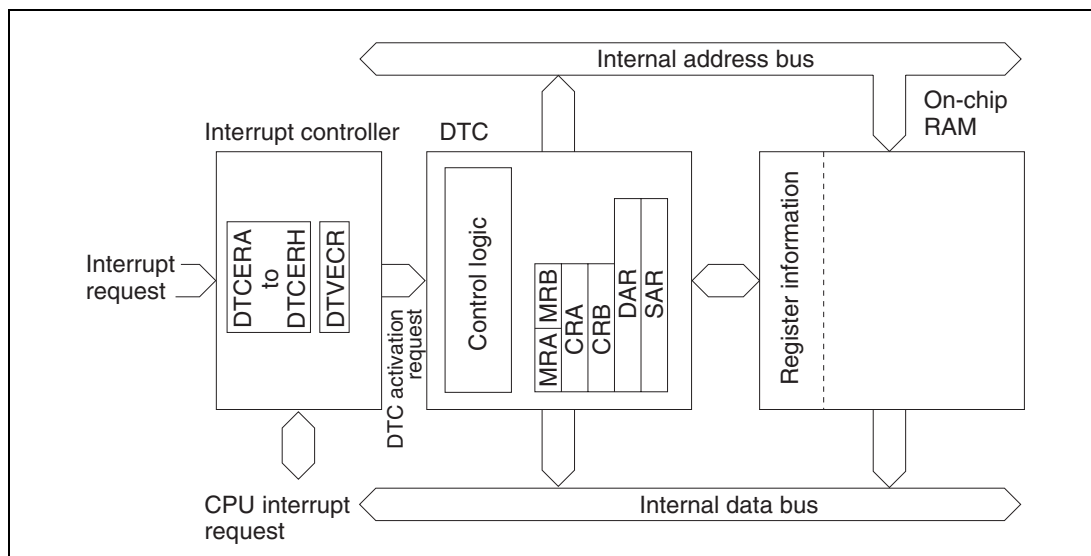 Internal address bus
On-chip
RAM
Interrupt controller
DTC
Interrupt
request
DTCERA
to
DTCERH
DTVECR
DTC activation
request
Control logic
MRA
MRB
CRA
CRB
DAR
SAR
Register information
CPU interrupt
request
Internal data bus